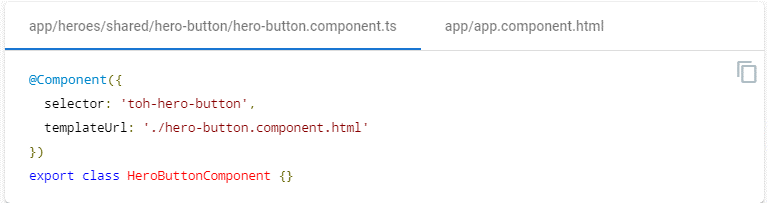 app/heroes/shared/hero-button/hero-button.component.ts app/app.component.html
@Component({
  selector: 'toh-hero-button',
  templateUrl: './hero-button.component.html'
})
export class HeroButtonComponent {}